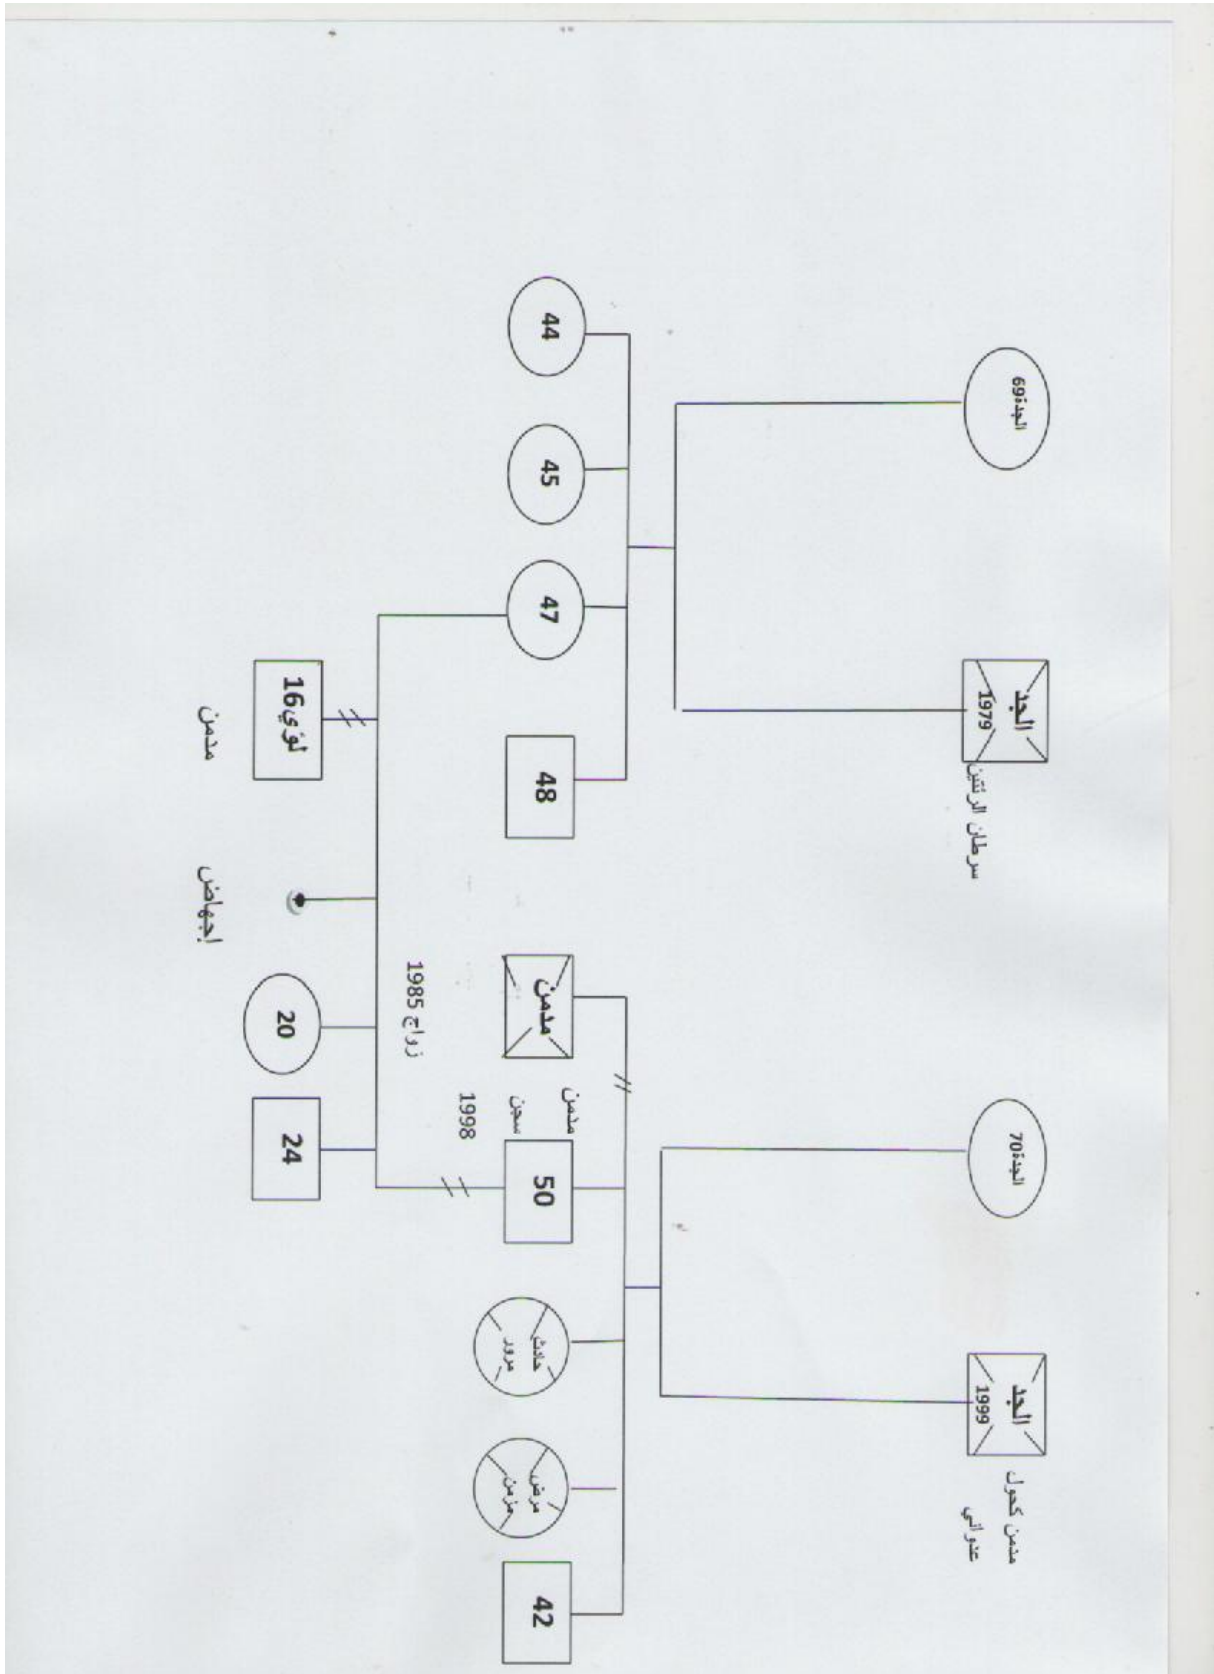 مدمن كحول
عدواني
الجد
1999
الجدة70
الجد
1979
سرطان الرئتين
الجدة69
42
مرض
مزمن
حادث
مرور
50
مدمن
سجن
1998
مدمن
48
47
45
44
زواج 1985
24
20
إجهاض
لؤي16
مدمن